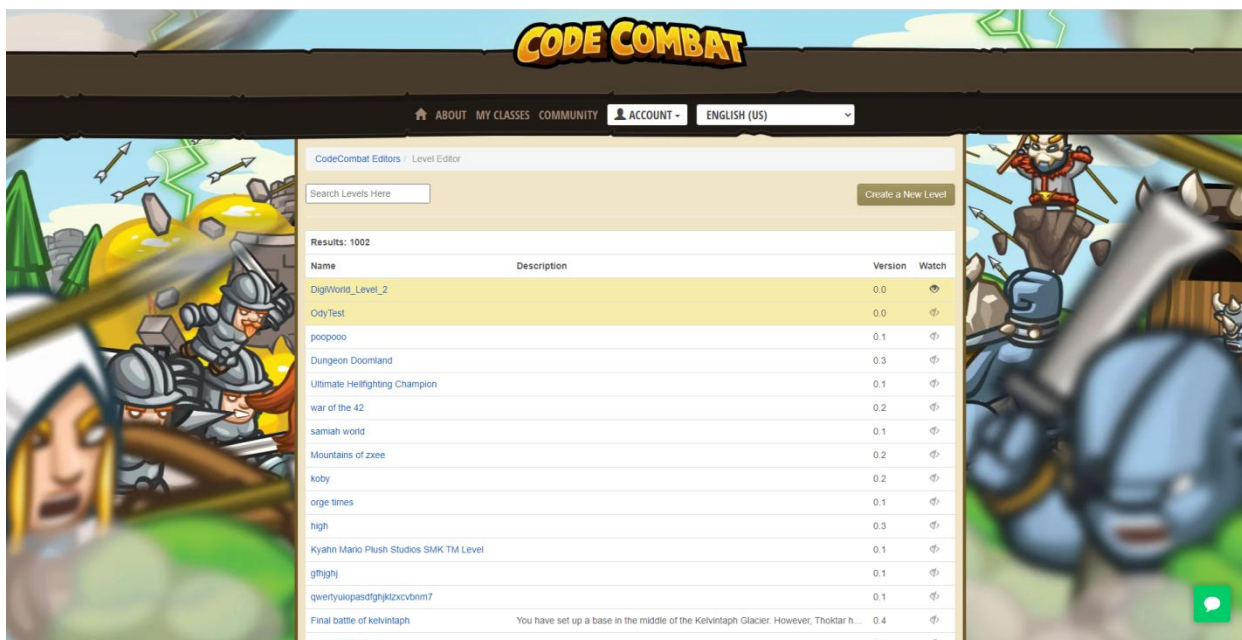 CODE COMBAT
ABOUT MY CLASSES COMMUNITY ACCOUNT ENGLISH (US)
CodeCombat Editors / Level Editor
Search Levels Here Create a New Level
Results: 1002
Name Description Version Watch
DigiWorld_Level_2 0.0
OdyTest 0.0
poopooo 0.1
Dungeon Doomland 0.3
Ultimate Hellfighting Champion 0.1
war of the 42 0.2
samiah world 0.1
Mountains of zxee 0.2
koby 0.2
orge times 0.1
high 0.3
Kyahn Mario Plush Studios SMK TM Level 0.1
gfhjghj 0.1
qwertyuiopasdfghjklzxcvbnm7 0.1
Final battle of kelvintaph You have set up a base in the middle of the Kelvintaph Glacier. However, Thoktar h... 0.4